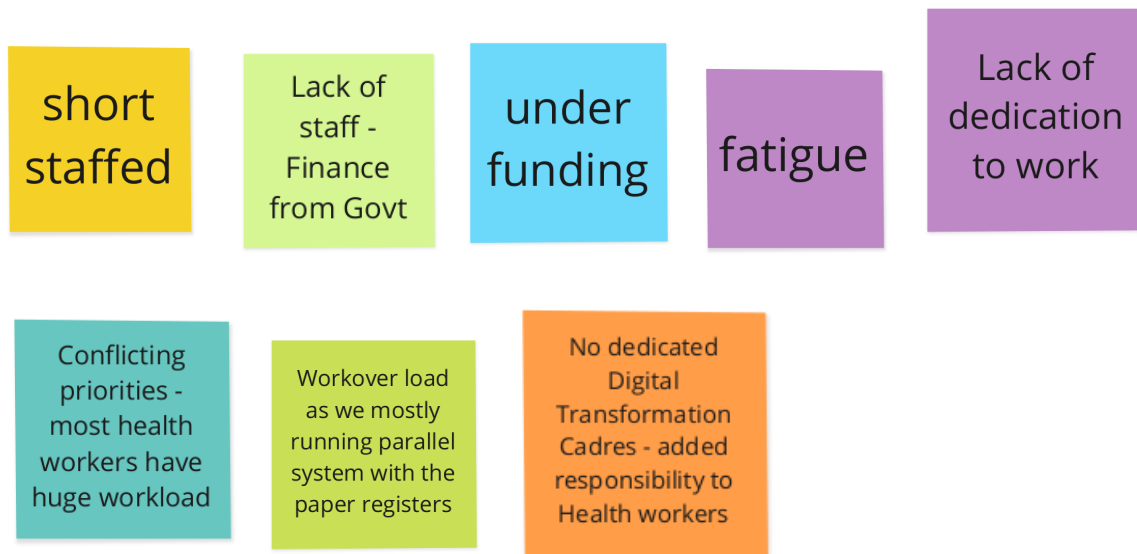 short
staffed
Lack of
staff -
Finance
from Govt
under
funding
fatigue
Lack of
dedication
to work
Conflicting
priorities -
most health
workers have
huge workload
Workover load
as we mostly
running parallel
system with the
paper registers
No dedicated
Digital
Transformation
Cadres - added
responsibility to
Health workers